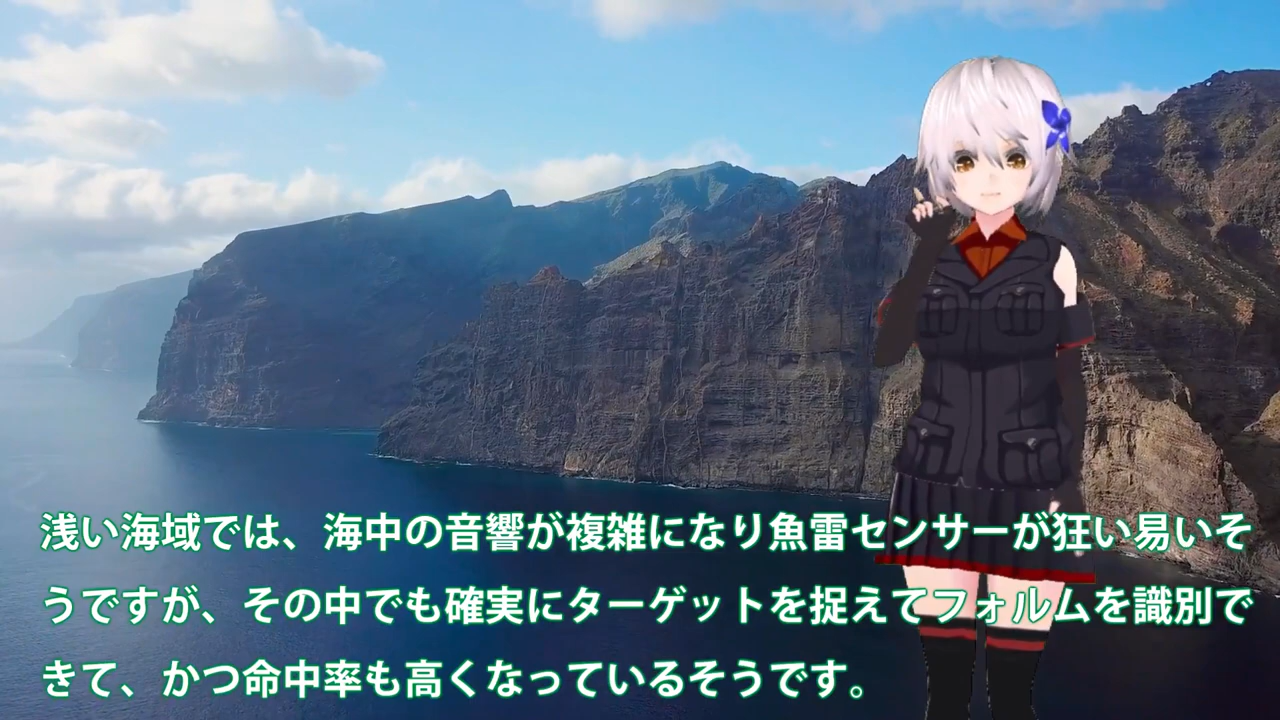 浅い海域では、海中の音響が複雑になり魚雷センサーが狂い易いそ
うですが、その中でも確実にターゲットを捉えてフォルムを識別で
きて、かつ命中率も高くなっているそうです。